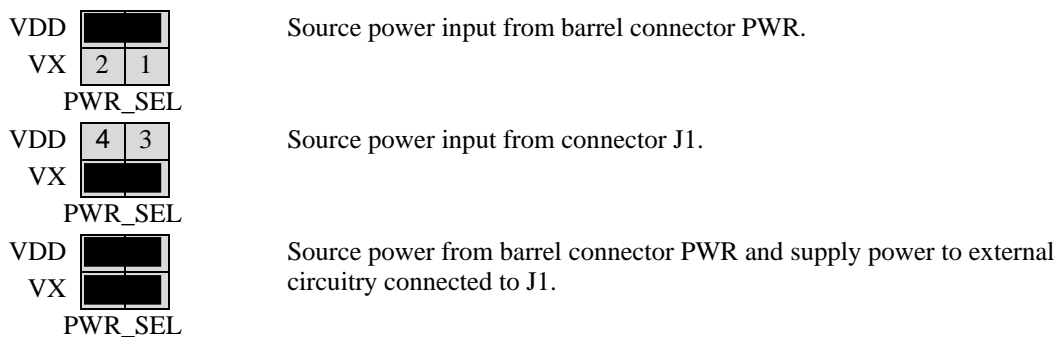 VDD Source power input from barrel connector PWR.
VX 2 1
PWR_SEL
VDD 4 3 Source power input from connector J1.
VX
PWR_SEL
VDD Source power from barrel connector PWR and supply power to external
VX circuitry connected to J1.
PWR_SEL